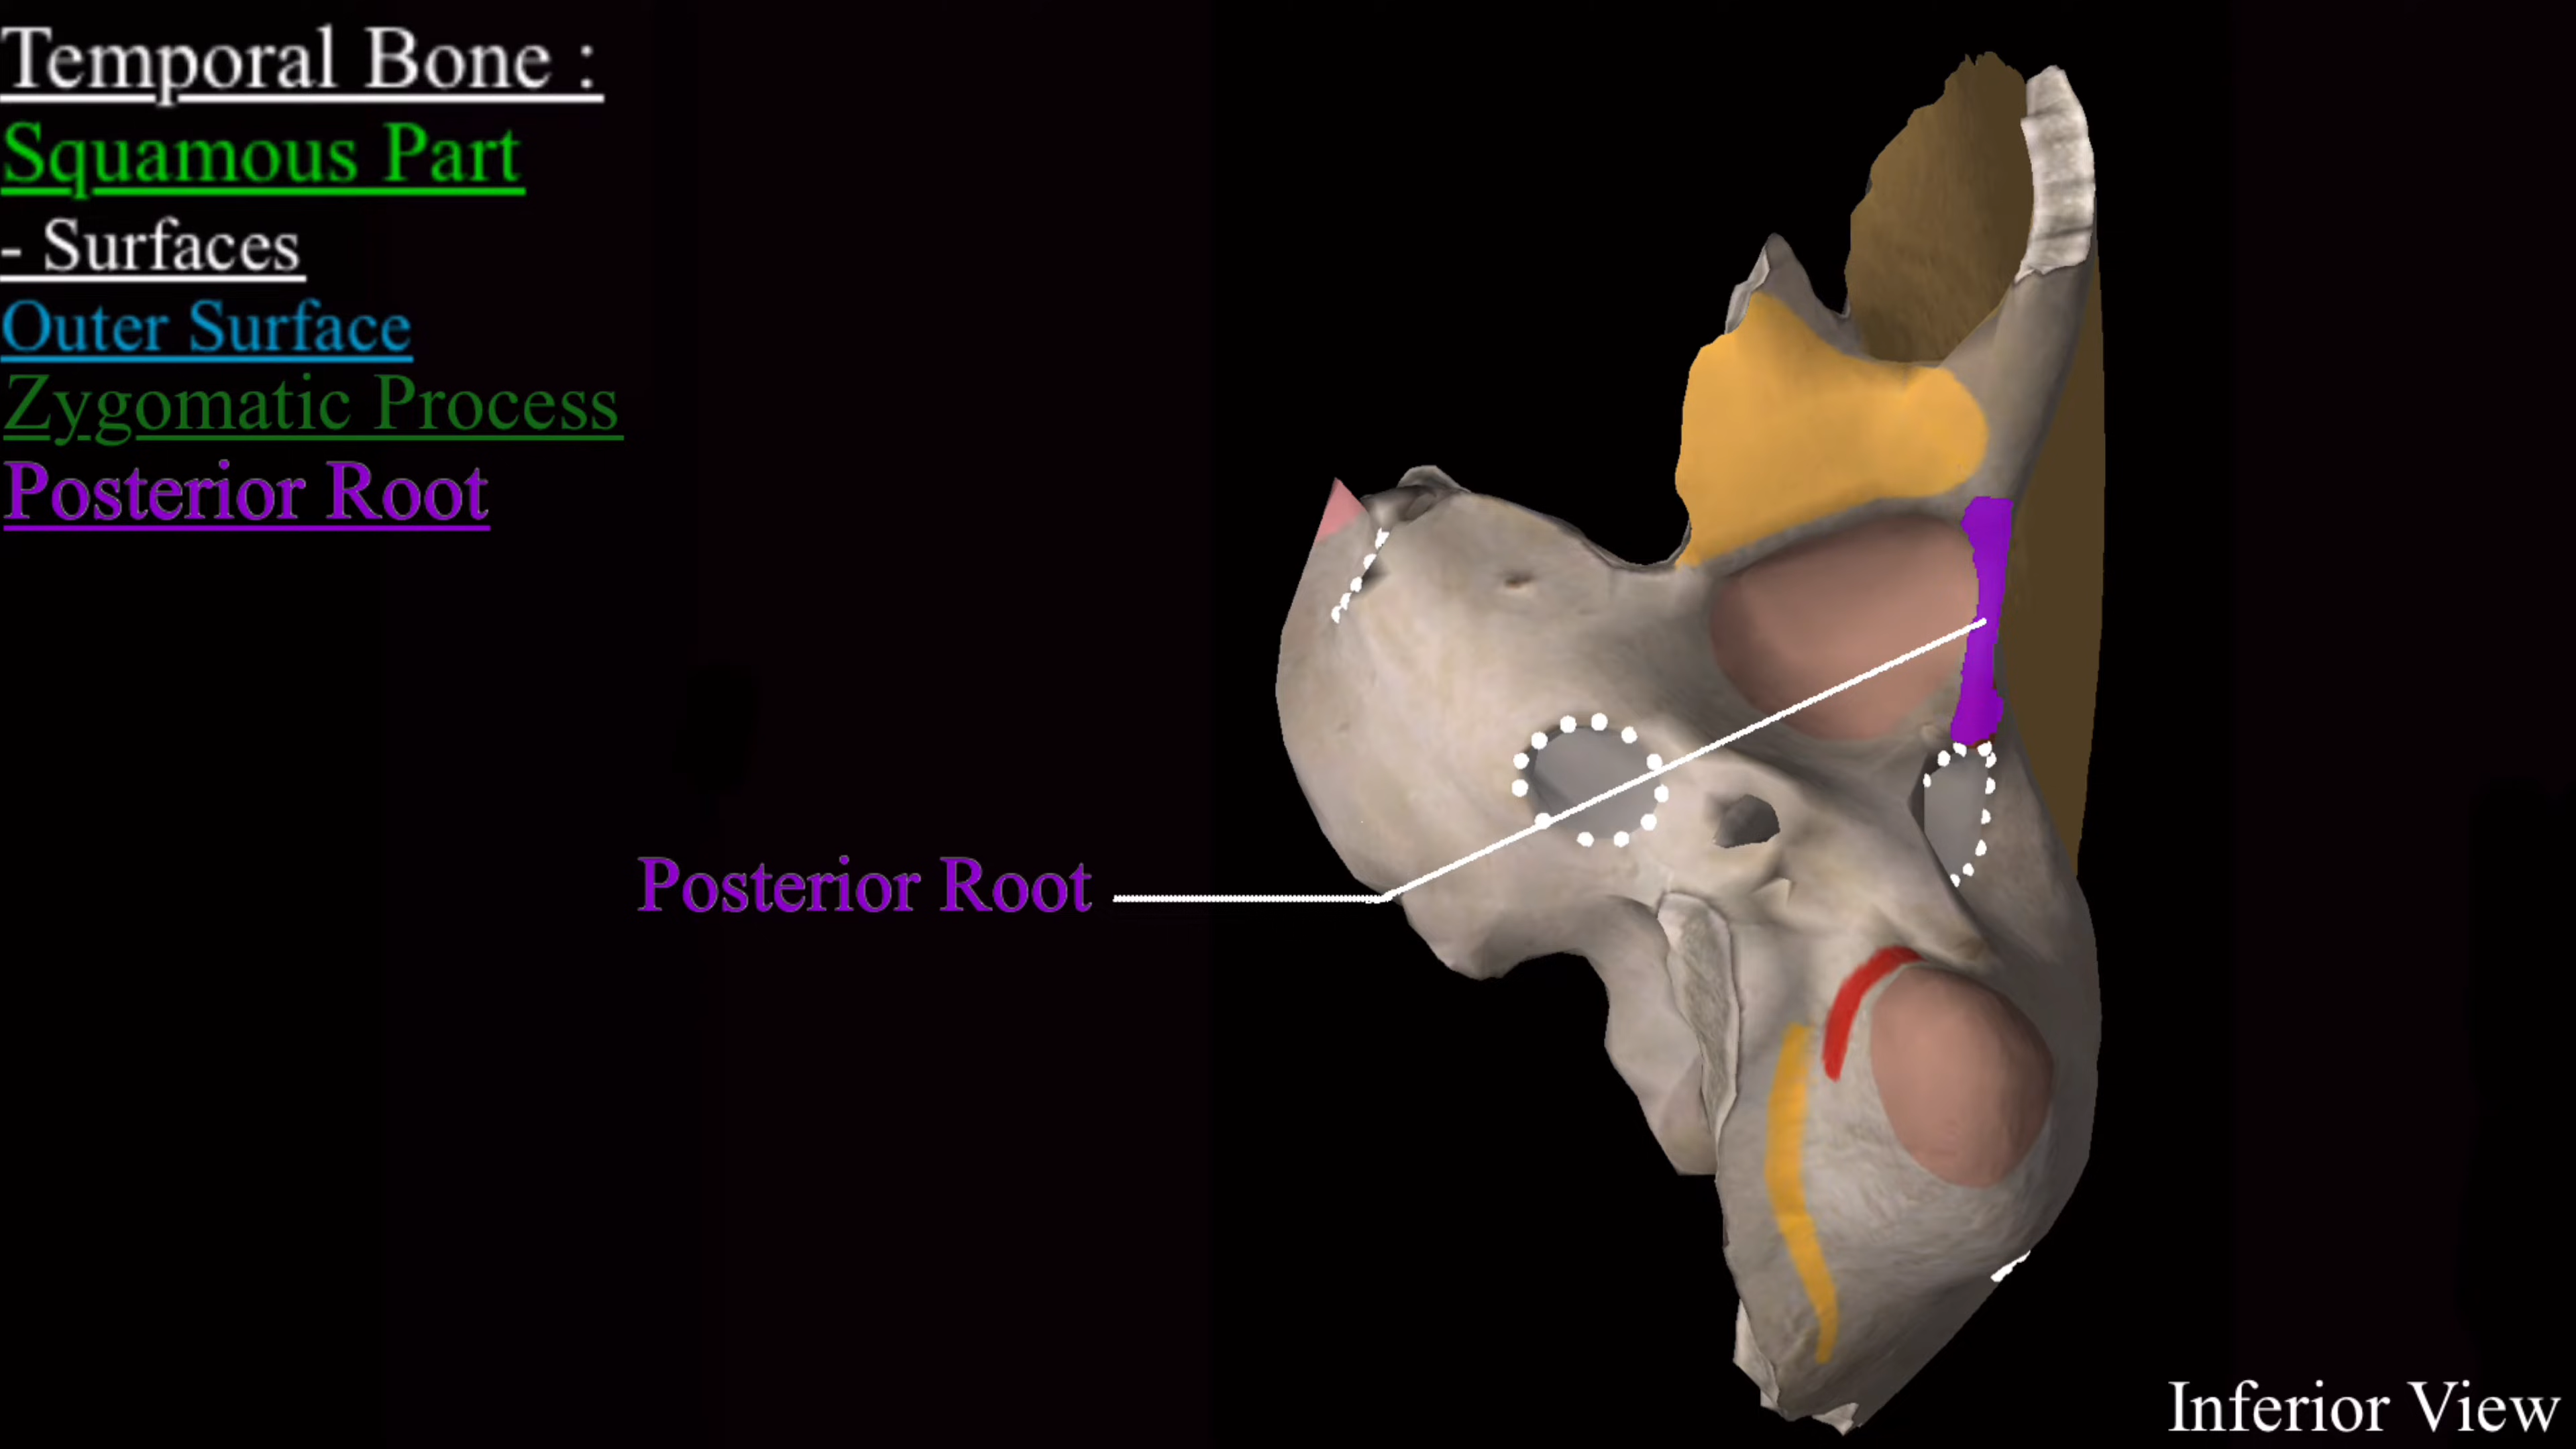 Temporal Bone :
Squamous Part
- Surfaces
Outer Surface
Zygomatic Process
Posterior Root
Posterior Root
Inferior View